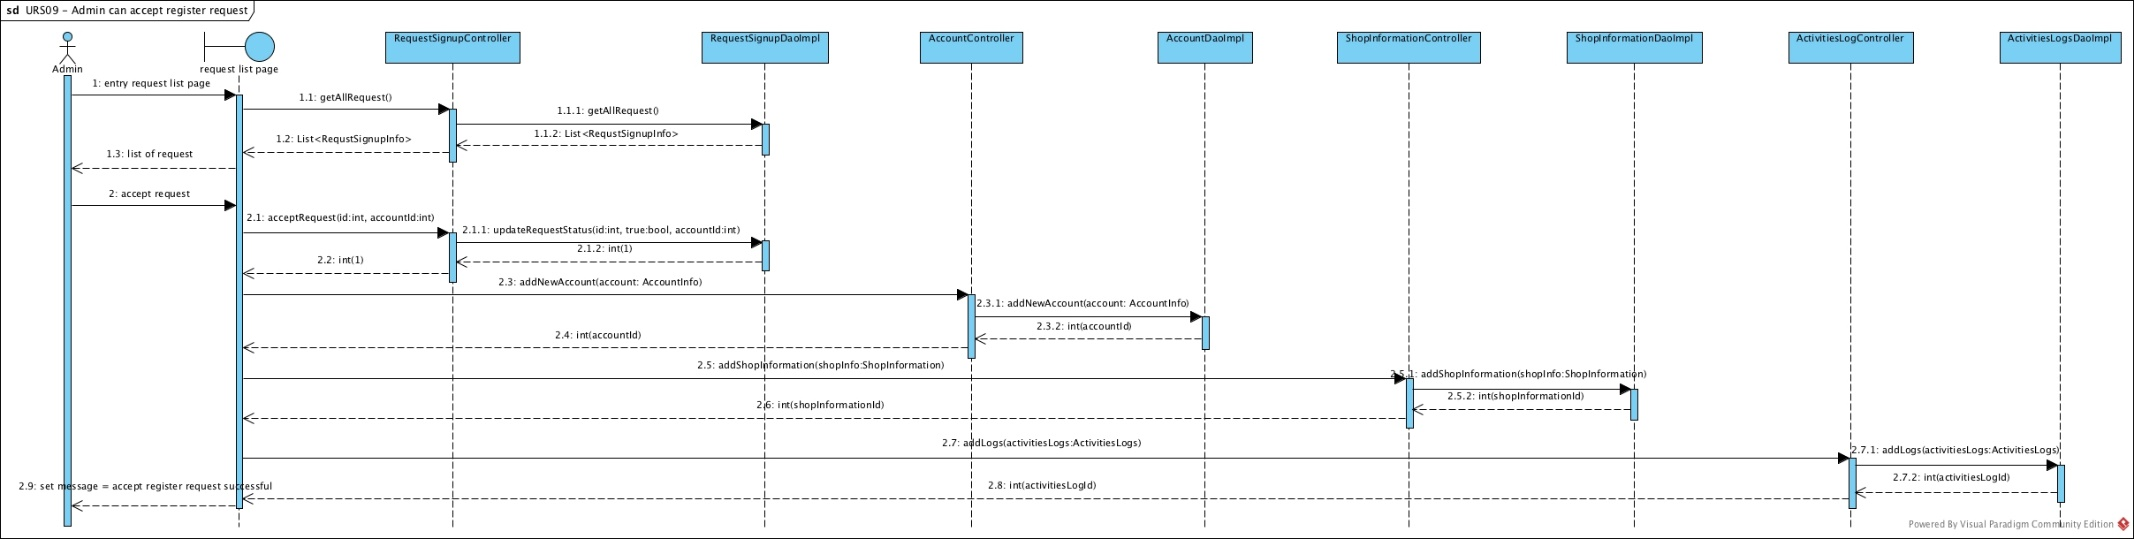 sd URS09 - Admin can accept register request
RequestSignupController
RequestSignupDaoImpl
AccountController
AccountDaoImpl
ShopInformationController
ShopInformationDaoImpl
ActivitiesLogController
ActivitiesLogsDaoImpl
Admin
request list page
1: entry request list page
1.1: getAllRequest()
1.1.1: getAllRequest()
1.1.2: List<RequstSignupInfo>
1.2: List<RequstSignupInfo>
1.3: list of request
2: accept request
2.1: acceptRequest(id:int, accountId:int)
2.1.1: updateRequestStatus(id:int, true:bool, accountId:int)
2.1.2: int(1)
2.2: int(1)
2.3: addNewAccount(account: AccountInfo)
2.3.1: addNewAccount(account: AccountInfo)
2.3.2: int(accountId)
2.4: int(accountId)
2.5: addShopInformation(shopInfo:ShopInformation)
2.5.1: addShopInformation(shopInfo:ShopInformation)
2.5.2: int(shopInformationId)
2.6: int(shopInformationId)
2.7: addLogs(activitiesLogs:ActivitiesLogs)
2.7.1: addLogs(activitiesLogs:ActivitiesLogs)
2.7.2: int(activitiesLogId)
2.8: int(activitiesLogId)
2.9: set message = accept register request successful
Powered By Visual Paradigm Community Edition